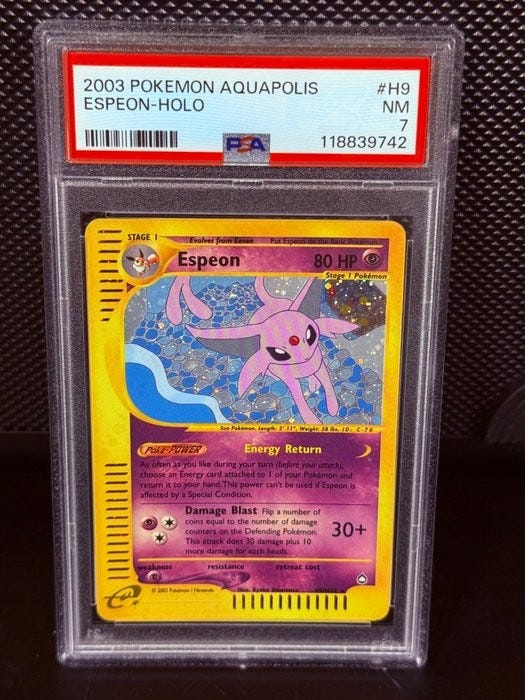 2003 POKEMON AQUAPOLIS #H9
ESPEON-HOLO NM
7
PSA 118839742
STAGE 1 Evolves from Eevee Put Espeon on the Basic Pokémon
Espeon 80 HP
Stage 1 Pokémon
Sun Pokémon. Length: 2' 11", Weight: 58 lbs. ID: C-70
Poké-POWER Energy Return
As often as you like during your turn (before your attack),
choose an Energy card attached to 1 of your Pokémon and
return it to your hand. This power can't be used if Espeon is
affected by a Special Condition.
Damage Blast Flip a number of
coins equal to the number of damage
counters on the Defending Pokémon.
This attack does 30 damage plus 10
more damage for each heads.
30+
weakness resistance retreat cost
© 2002 Pokémon / Nintendo Illus. Kyoko Umemoto
e